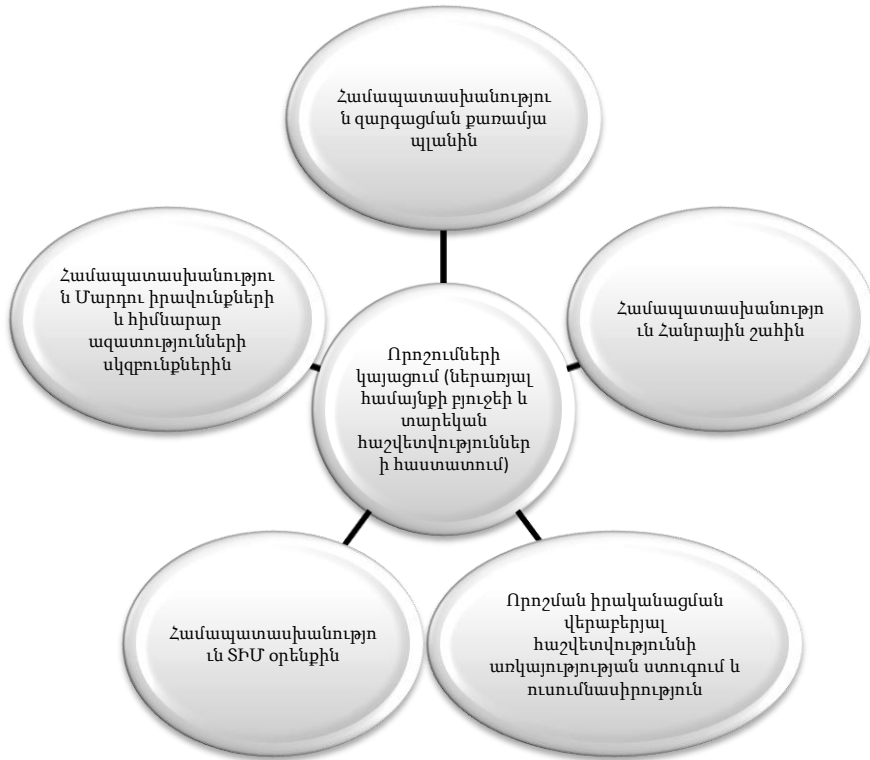 Համապատասխանությու
ն զարգացման քառամյա
պլանին
Համապատասխանությու
ն Մարդու իրավունքների
և հիմնարար
ազատությունների
սկզբունքներին
Համապատասխանությո
ւն Հանրային շահին
Որոշումների
կայացում (ներառյալ
համայնքի բյուջեի և
տարեկան
հաշվետվություններ
ի հաստատում)
Համապատասխանությո
ւն ՏԻՄ օրենքին
Որոշման իրականացման
վերաբերյալ
հաշվետվություննի
առկայության ստուգում և
ուսումնասիրություն